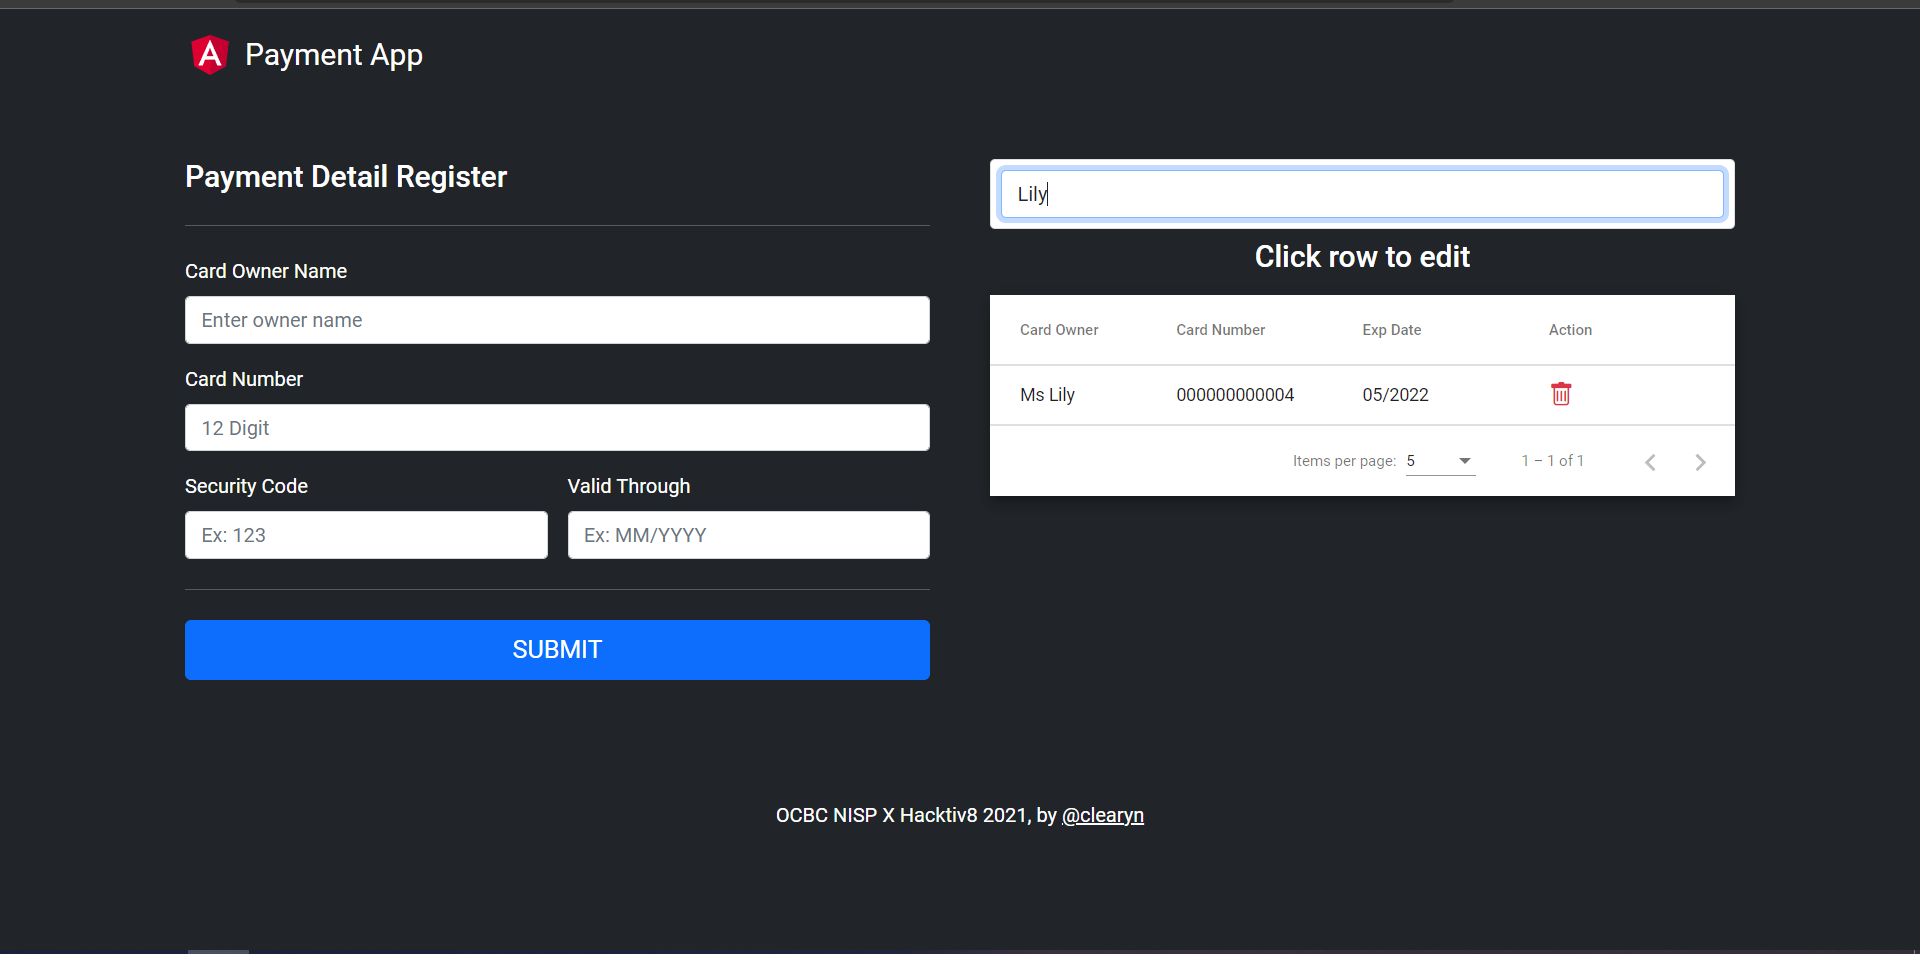 Payment App
Payment Detail Register
Card Owner Name
Enter owner name
Card Number
12 Digit
Security Code
Valid Through
Ex: 123
Ex: MM/YYYY
SUBMIT
Lily
Click row to edit
Card Owner Card Number Exp Date Action
Ms Lily 000000000004 05/2022
Items per page: 5 1 – 1 of 1
OCBC NISP X Hacktiv8 2021, by @clearyn